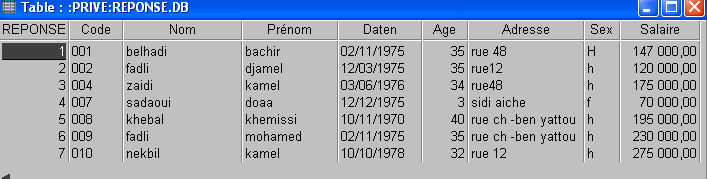 Table : :PRIVE:REPONSE.DB
REPONSE Code Nom Prénom Daten Age Adresse Sex Salaire
1 001 belhadi bachir 02/11/1975 35 rue 48 H 147 000,00
2 002 fadli djamel 12/03/1975 35 rue12 h 120 000,00
3 004 zaidi kamel 03/06/1976 34 rue48 h 175 000,00
4 007 sadaoui doaa 12/12/1975 3 sidi aiche f 70 000,00
5 008 khebal khemissi 10/11/1970 40 rue ch -ben yattou h 195 000,00
6 009 fadli mohamed 02/11/1975 35 rue ch -ben yattou h 230 000,00
7 010 nekbil kamel 10/10/1978 32 rue 12 h 275 000,00